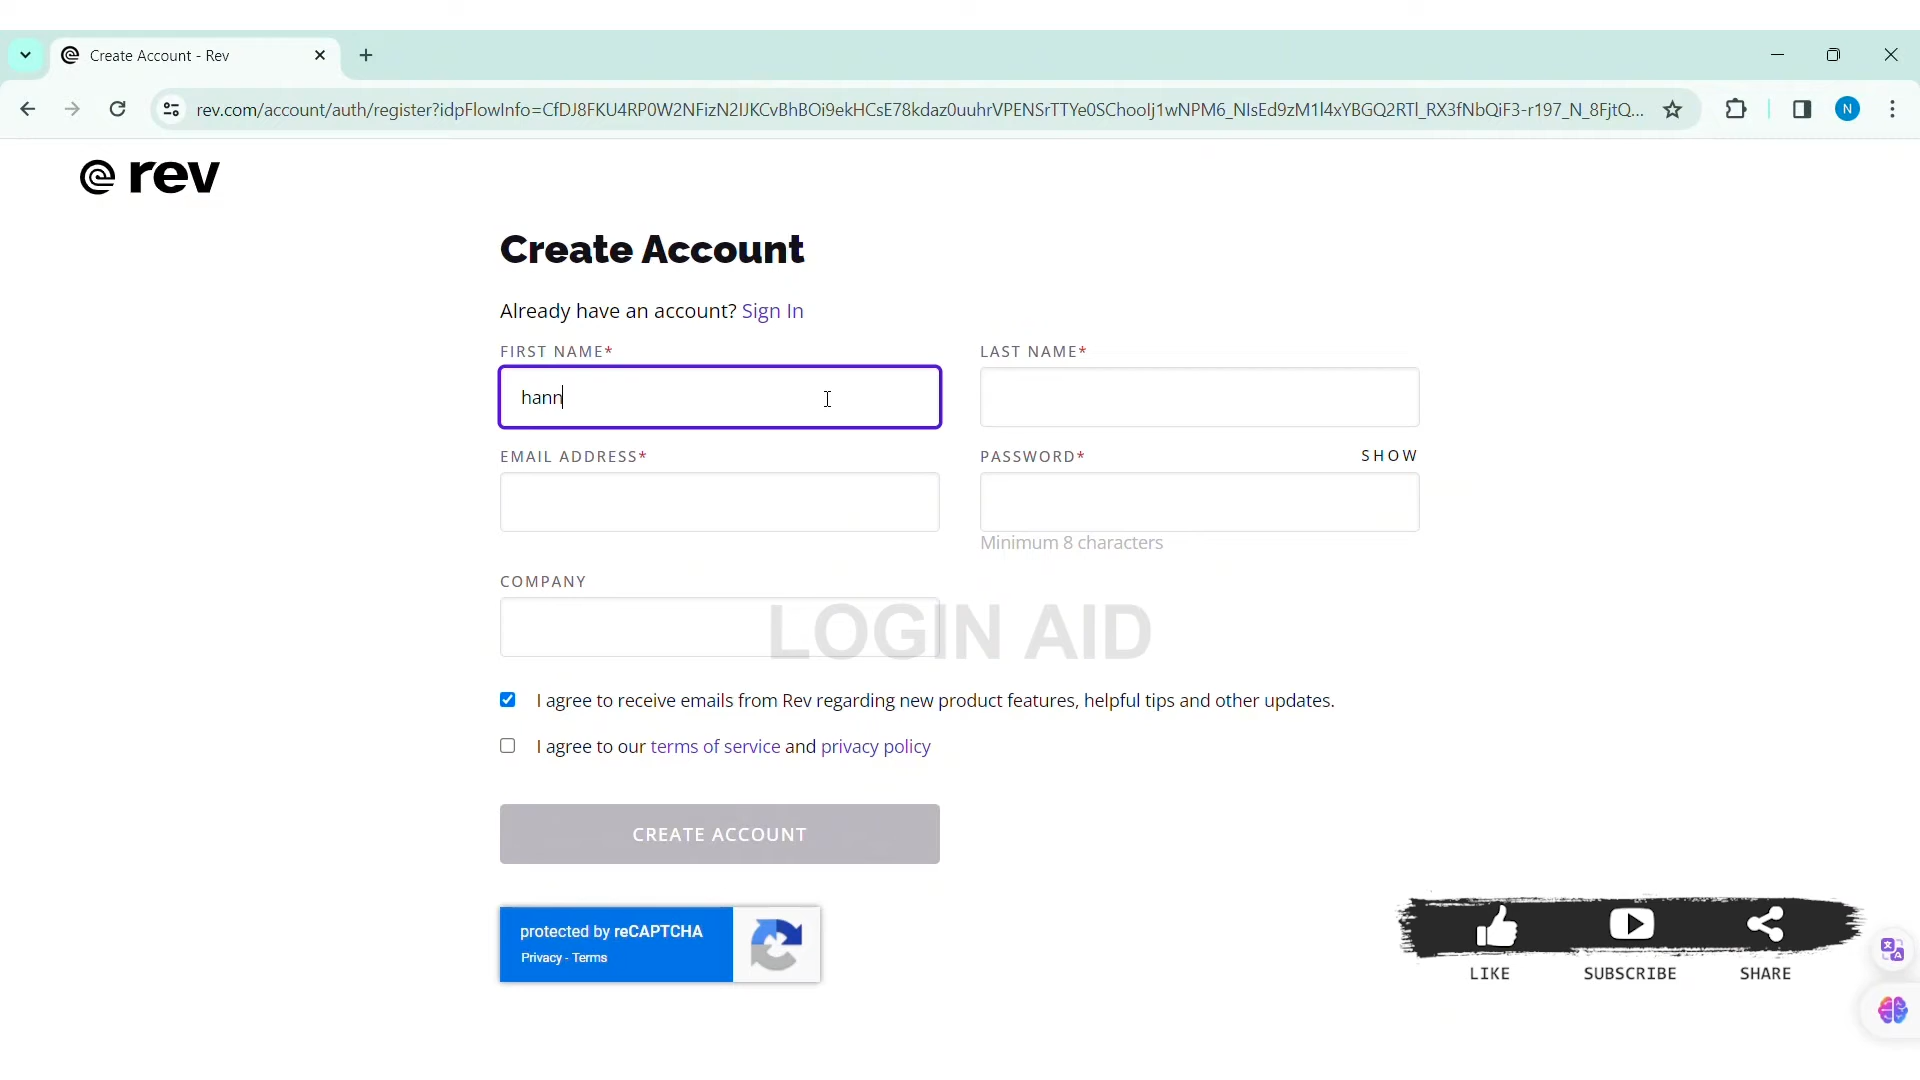 Create Account - Rev
rev.com/account/auth/register?idpFlowInfo=CfDJ8FKU4RP0W2NFizN2IJKCvBhBOi9ekHCsE78kdaz0uuhrVPENSrTTYe0SChooIj1wNPM6_NIsEd9zM1l4xYBGQ2RTl_RX3fNbQiF3-r197_N_8FjtQ...
N
rev
Create Account
Already have an account? Sign In
FIRST NAME*
LAST NAME*
hann
EMAIL ADDRESS*
PASSWORD*
SHOW
Minimum 8 characters
COMPANY
LOGIN AID
I agree to receive emails from Rev regarding new product features, helpful tips and other updates.
I agree to our terms of service and privacy policy
CREATE ACCOUNT
protected by reCAPTCHA
Privacy - Terms
LIKE
SUBSCRIBE
SHARE